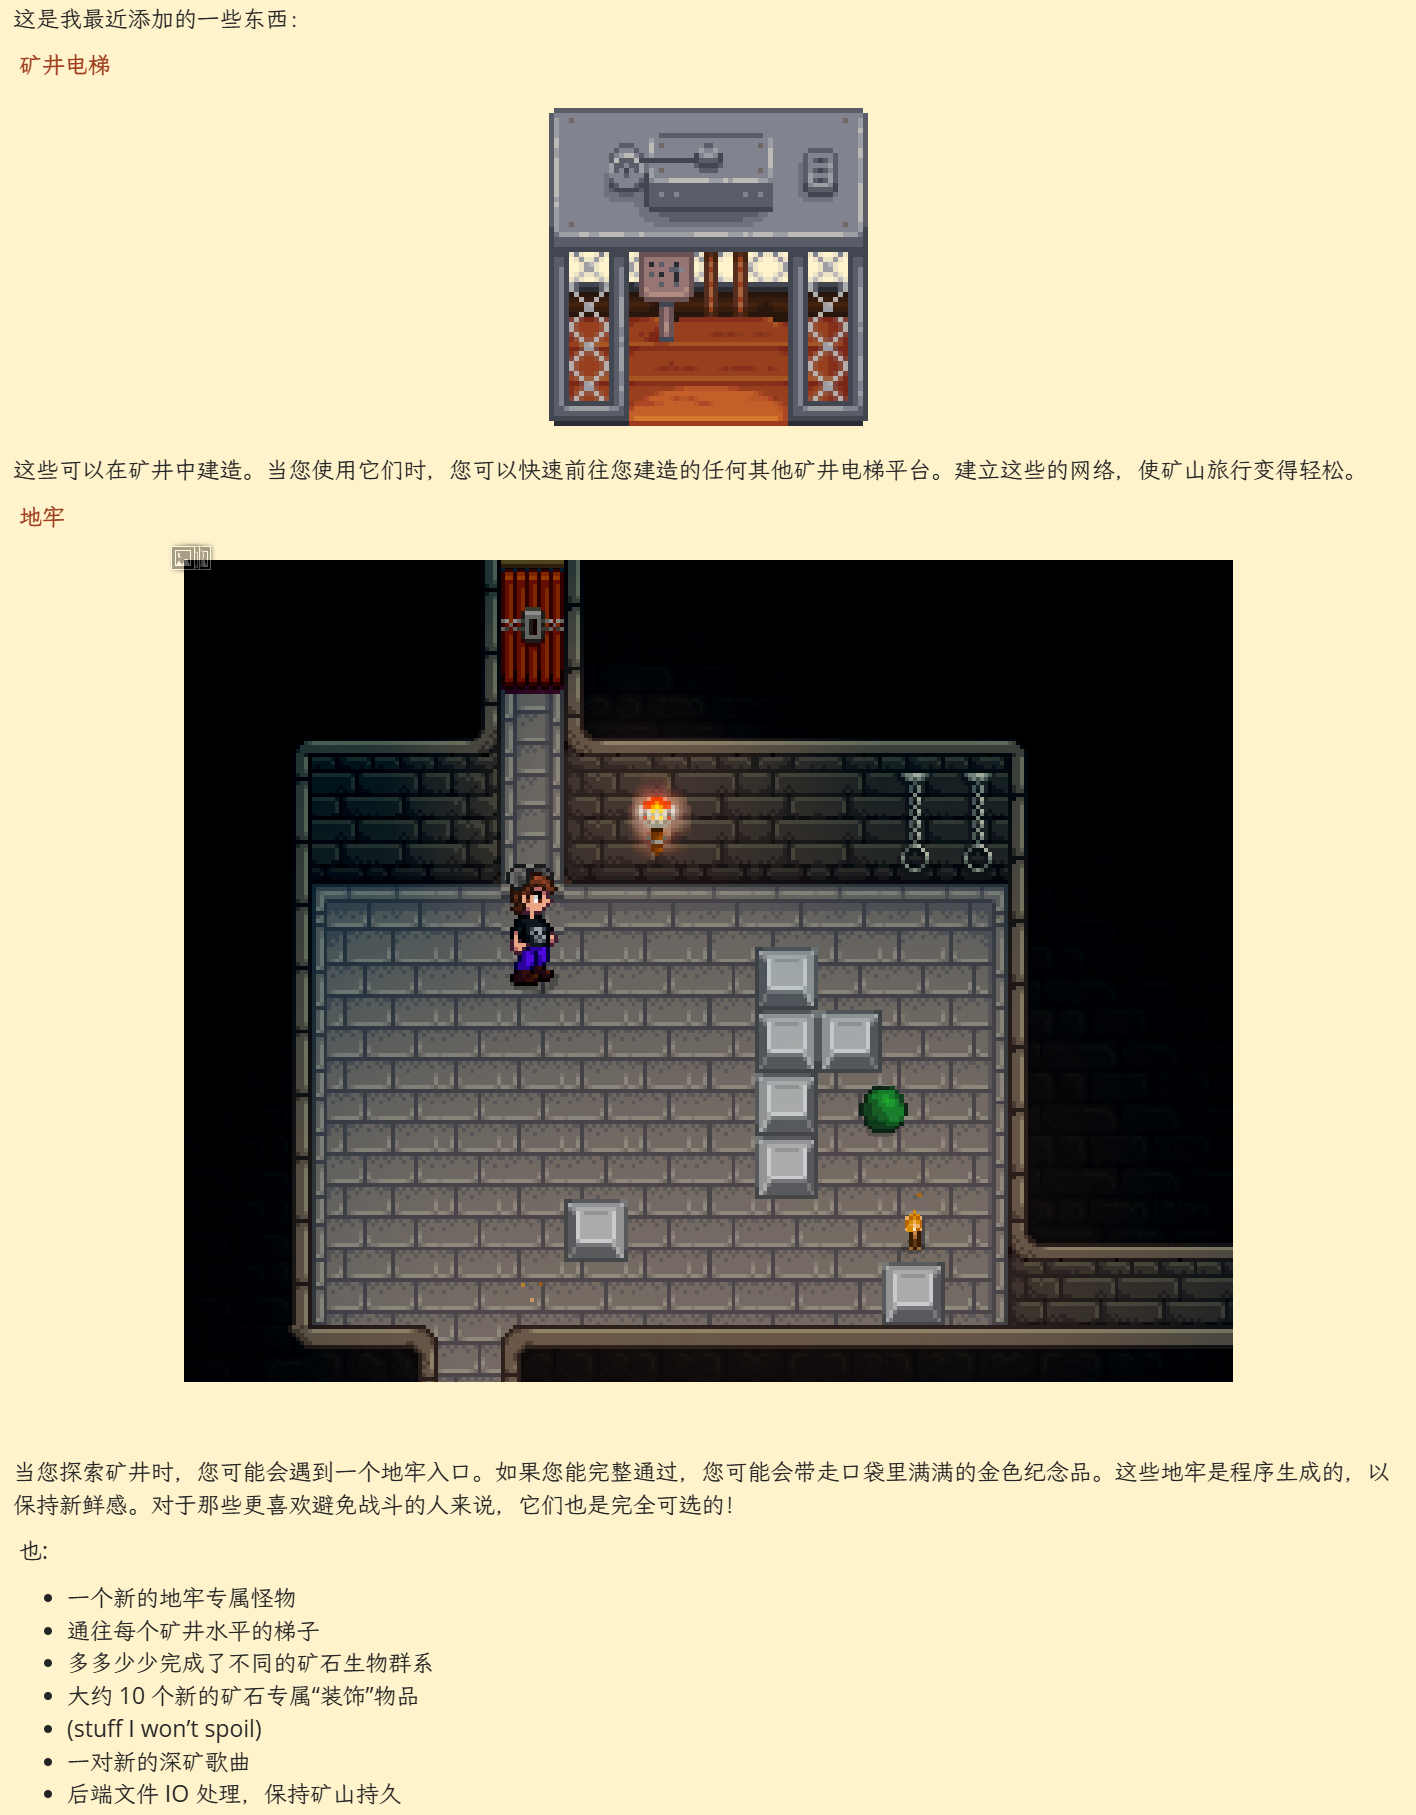 这是我最近添加的一些东西：
矿井电梯
这些可以在矿井中建造。当您使用它们时，您可以快速前往您建造的任何其他矿井电梯平台。建立这些的网络，使矿山旅行变得轻松。
地牢
当您探索矿井时，您可能会遇到一个地牢入口。如果您能完整通过，您可能会带走口袋里满满的金色纪念品。这些地牢是程序生成的，以
保持新鲜感。对于那些更喜欢避免战斗的人来说，它们也是完全可选的！
也:
一个新的地牢专属怪物
通往每个矿井水平的梯子
多多少少完成了不同的矿石生物群系
大约 10 个新的矿石专属“装饰”物品
(stuff I won’t spoil)
一对新的深矿歌曲
后端文件 IO 处理，保持矿山持久